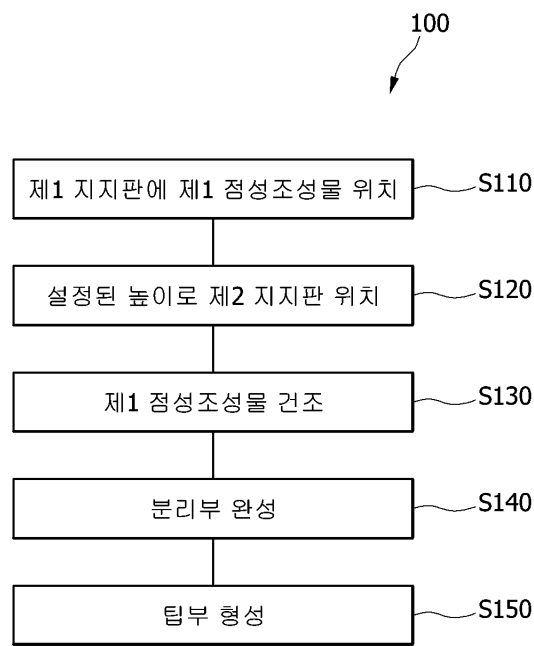 100
제1 지지판에 제1 점성조성물 위치
S110
설정된 높이로 제2 지지판 위치
S120
제1 점성조성물 건조
S130
분리부 완성
S140
팁부 형성
S150